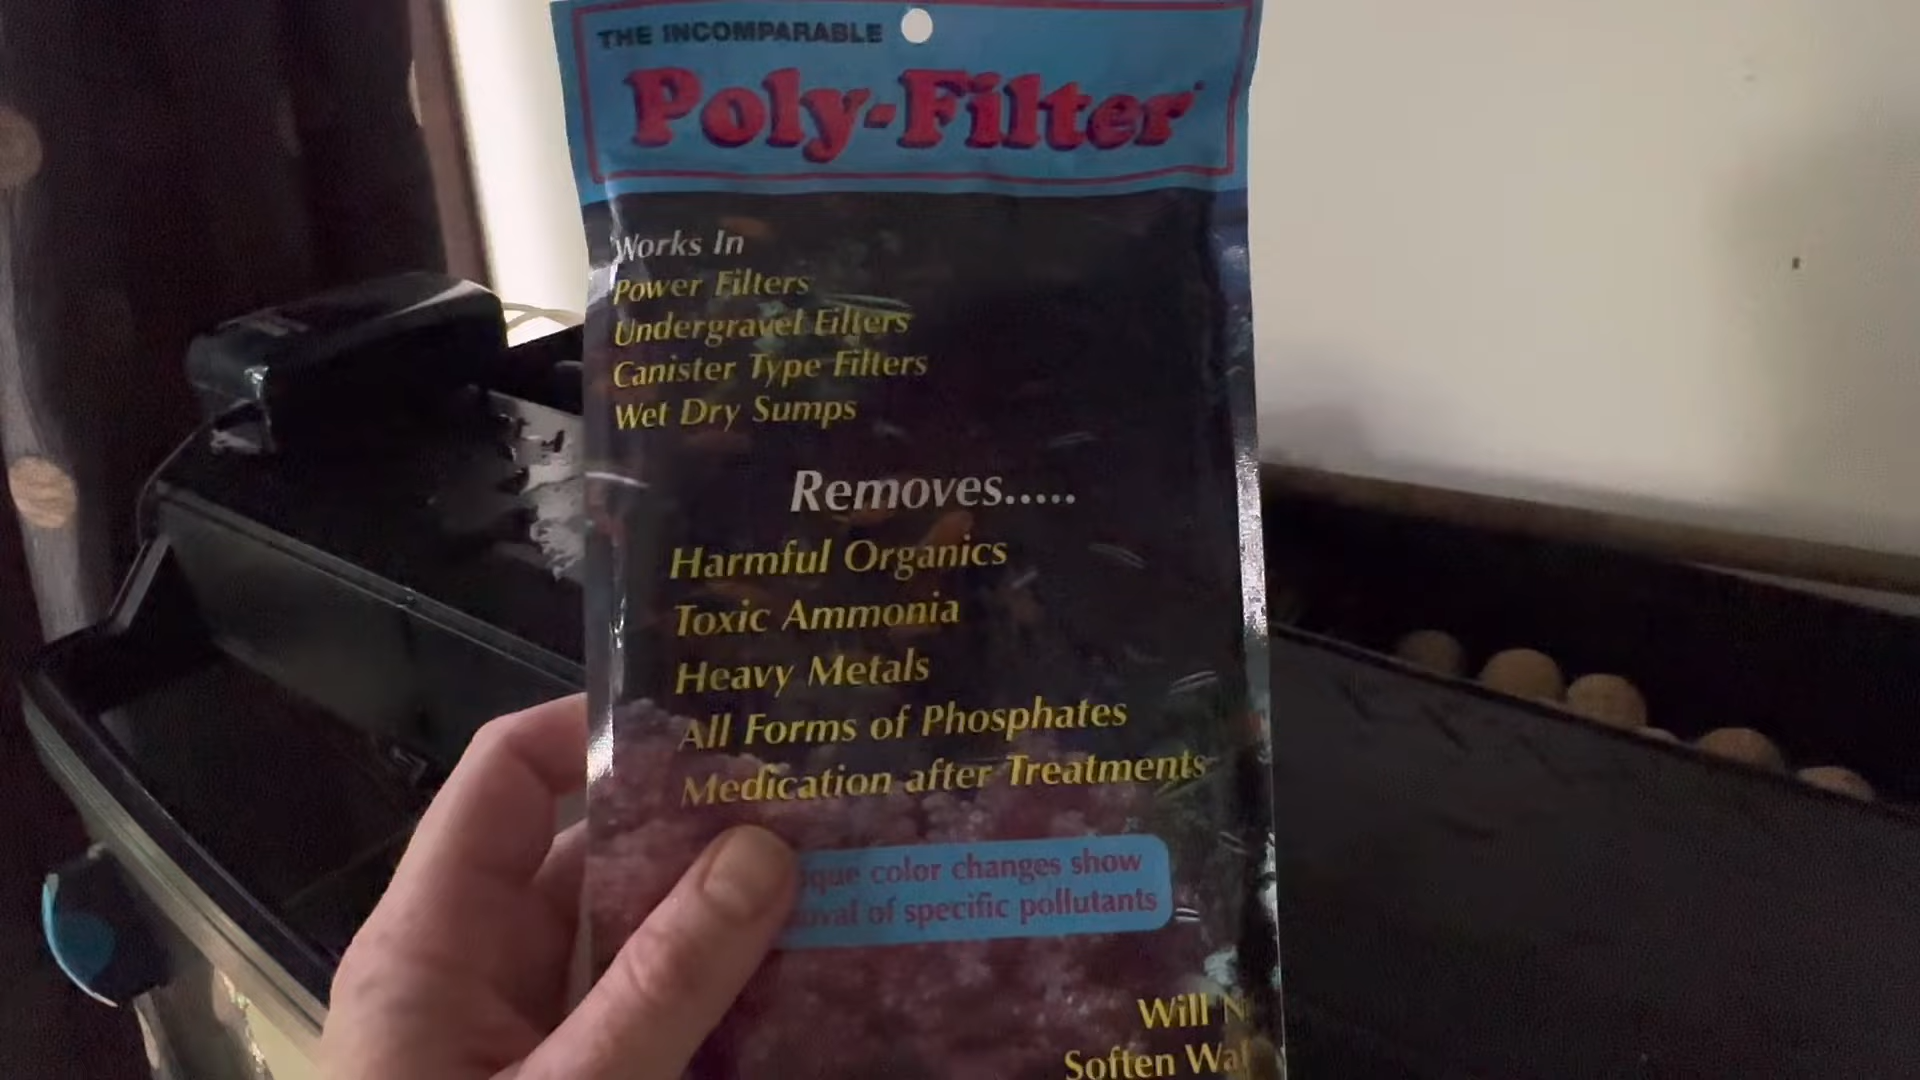 THE INCOMPARABLE
Poly-Filter
Works In
Power Filters
Undergravel Filters
Canister Type Filters
Wet Dry Sumps
Removes.....
Harmful Organics
Toxic Ammonia
Heavy Metals
All Forms of Phosphates
Medication after Treatments
color changes show
of specific pollutants
Will
Soften